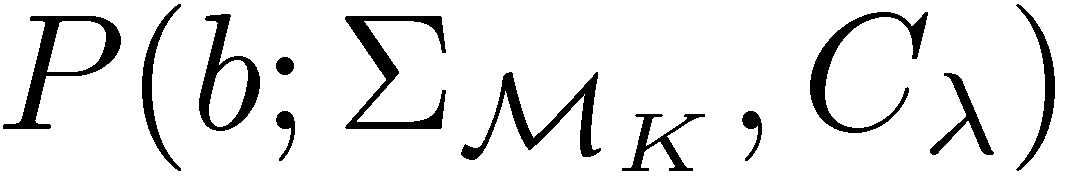 P(b; Σ_{\mathcal{M}_K}, C_λ)